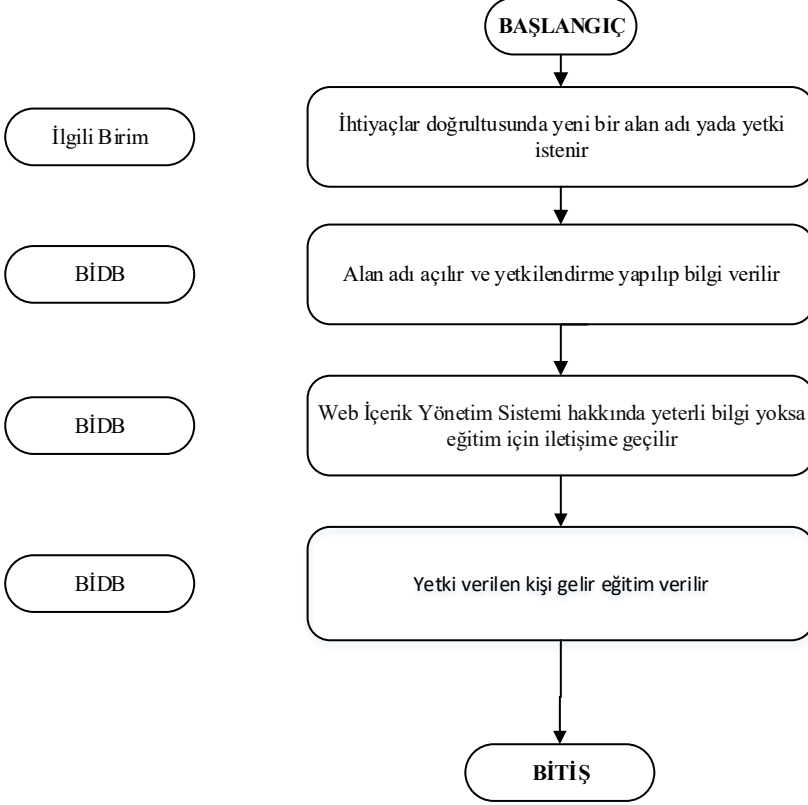 BAŞLANGIÇ
İlgili Birim
İhtiyaçlar doğrultusunda yeni bir alan adı yada yetki
istenir
BİDB
Alan adı açılır ve yetkilendirme yapılıp bilgi verilir
BİDB
Web İçerik Yönetim Sistemi hakkında yeterli bilgi yoksa
eğitim için iletişime geçilir
BİDB
Yetki verilen kişi gelir eğitim verilir
BİTİŞ